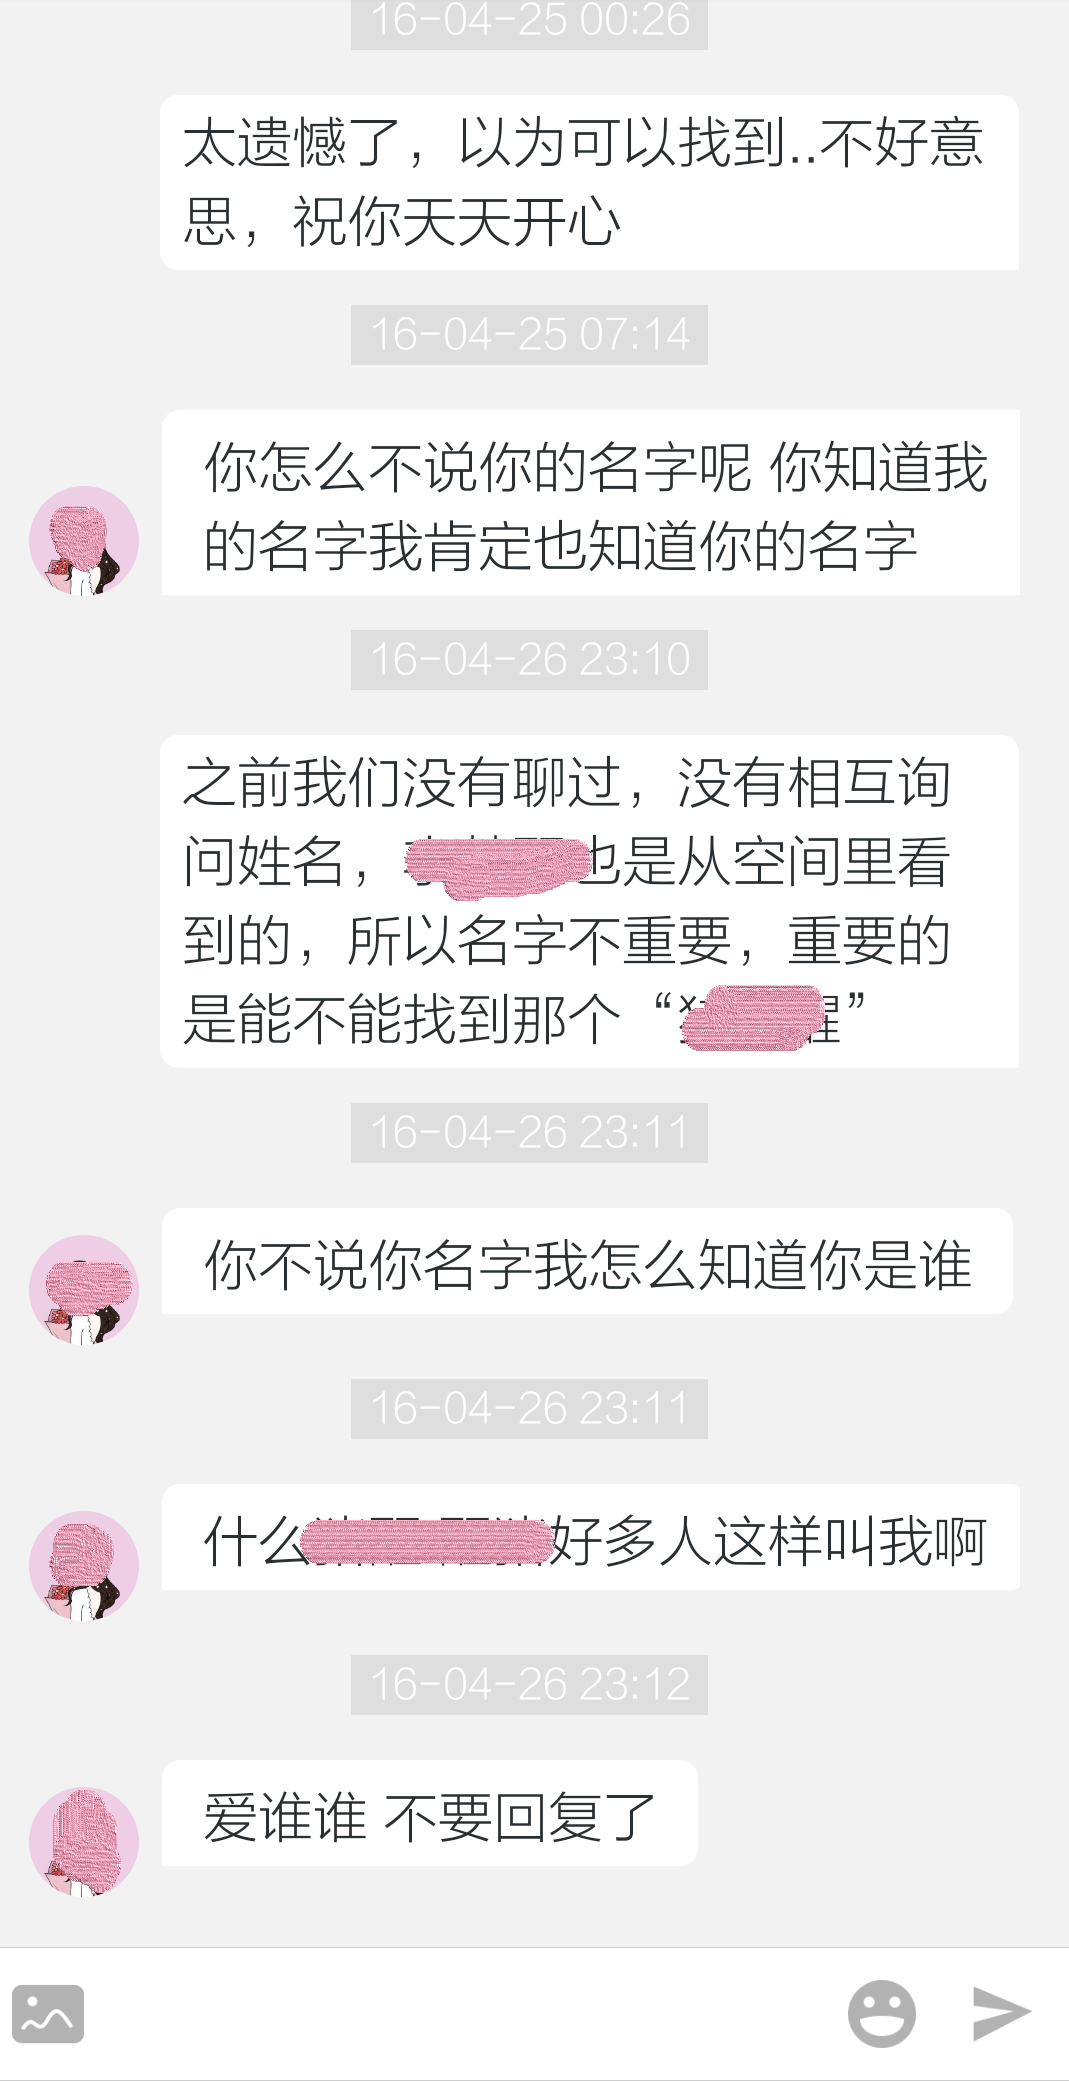 16-04-25 00:26
太遗憾了，以为可以找到..不好意
思，祝你天天开心
16-04-25 07:14
你怎么不说你的名字呢 你知道我
的名字我肯定也知道你的名字
16-04-26 23:10
之前我们没有聊过，没有相互询
问姓名，也是从空间里看
到的，所以名字不重要，重要的
是能不能找到那个“醒”
16-04-26 23:11
你不说你名字我怎么知道你是谁
16-04-26 23:11
什么好多人这样叫我啊
16-04-26 23:12
爱谁谁 不要回复了